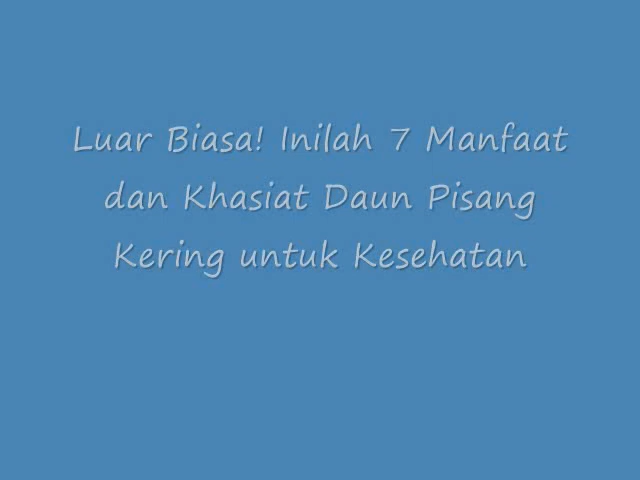 Luar Biasa! Inilah 7 Manfaat
dan Khasiat Daun Pisang
Kering untuk Kesehatan